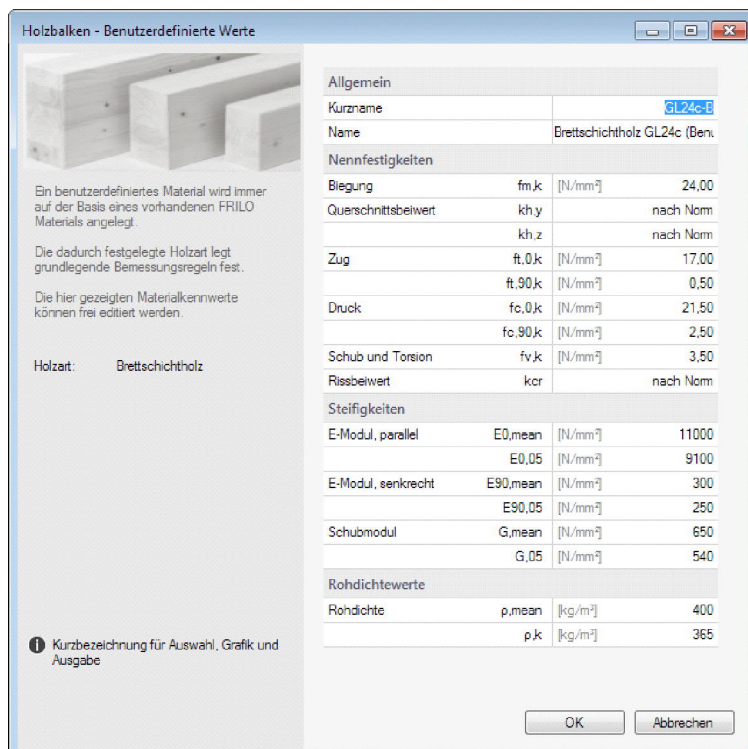 Holzbalken - Benutzerdefinierte Werte
Ein benutzerdefiniertes Material wird immer
auf der Basis eines vorhandenen FRILO
Materials angelegt.
Die dadurch festgelegte Holzart legt
grundlegende Bemessungsregeln fest.
Die hier gezeigten Materialkennwerte
können frei editiert werden.
Holzart: Brettschichtholz
Kurzbezeichnung für Auswahl, Grafik und
Ausgabe
Allgemein
Kurzname GL24c-B
Name Brettschichtholz GL24c (Benu
Nennfestigkeiten
Biegung fm,k [N/mm²] 24,00
Querschnittsbeiwert kh,y nach Norm
kh,z nach Norm
Zug ft,0,k [N/mm²] 17,00
ft,90,k [N/mm²] 0,50
Druck fc,0,k [N/mm²] 21,50
fc,90,k [N/mm²] 2,50
Schub und Torsion fv,k [N/mm²] 3,50
Rissbeiwert kcr nach Norm
Steifigkeiten
E-Modul, parallel E0,mean [N/mm²] 11000
E0,05 [N/mm²] 9100
E-Modul, senkrecht E90,mean [N/mm²] 300
E90,05 [N/mm²] 250
Schubmodul G,mean [N/mm²] 650
G,05 [N/mm²] 540
Rohdichtewerte
Rohdichte ρ,mean [kg/m³] 400
ρ,k [kg/m³] 365
OK Abbrechen